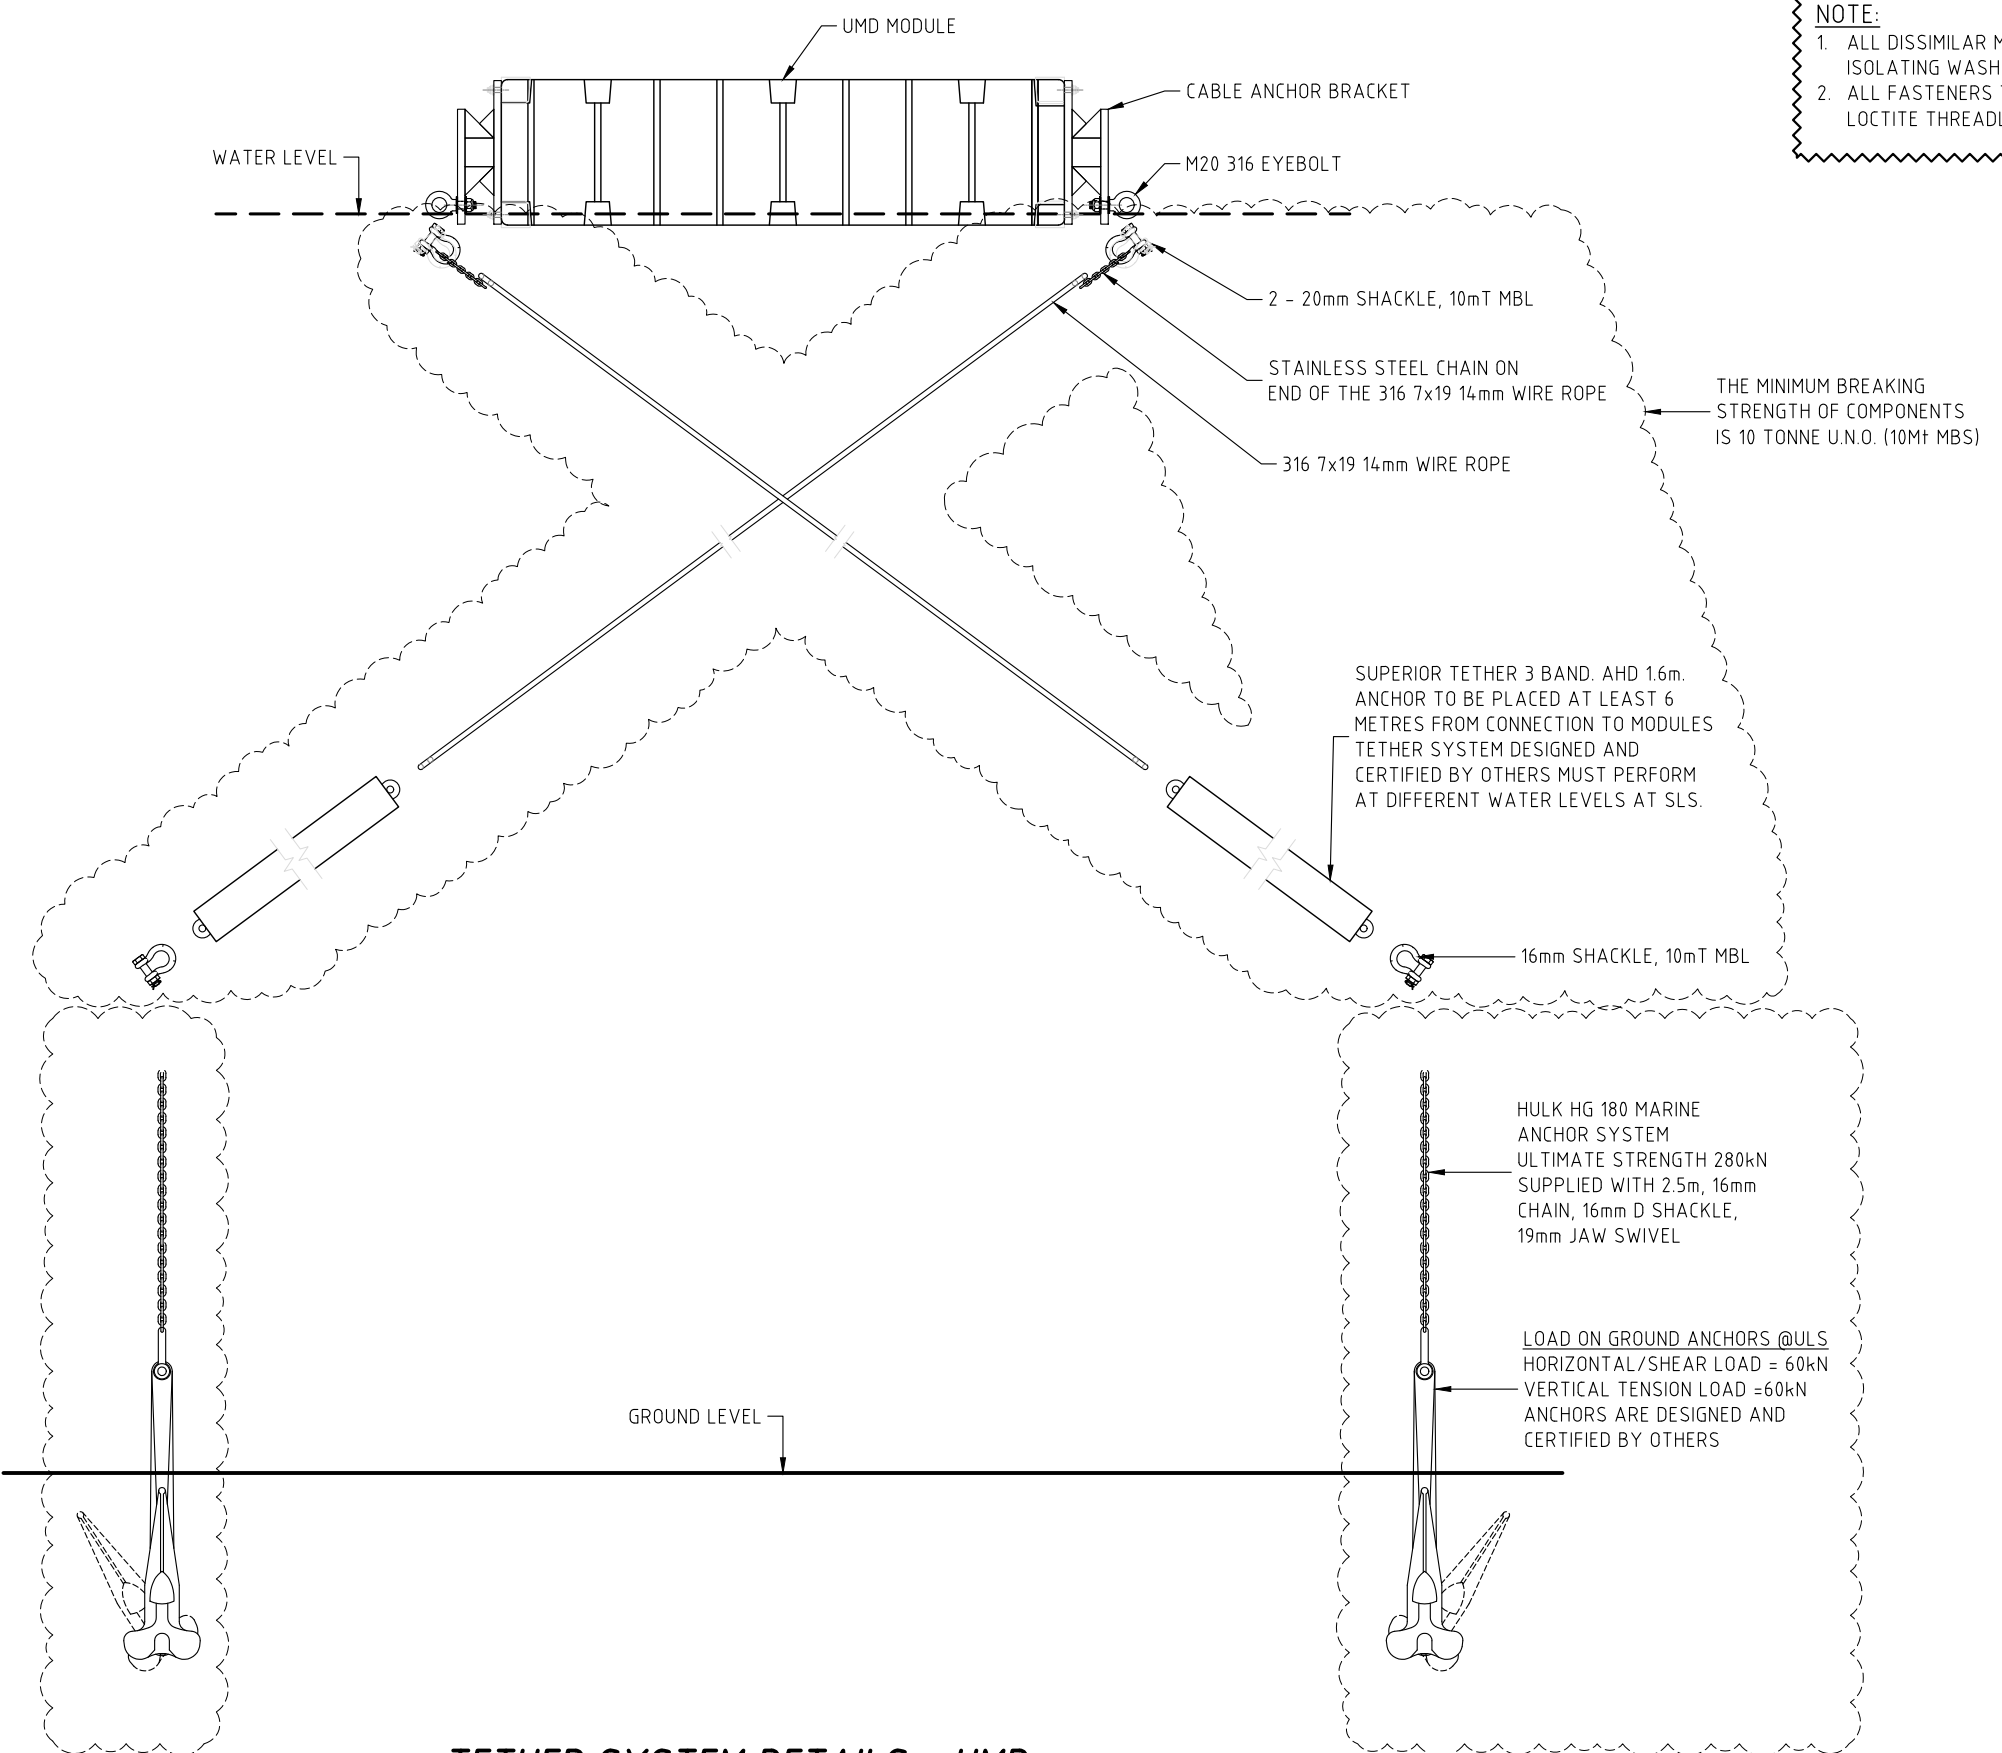 NOTE:
1. ALL DISSIMILAR
ISOLATING
2. ALL FASTENERS
LOCTITE
UMD MODULE
CABLE ANCHOR BRACKET
WATER LEVEL
M20 316 EYEBOLT
2 - 20mm SHACKLE, 10mT MBL
STAINLESS STEEL CHAIN ON
END OF THE 316 7x19 14mm WIRE ROPE
THE MINIMUM BREAKING
STRENGTH OF COMPONENTS
IS 10 TONNE U.N.O. (10Mt MBS)
316 7x19 14mm WIRE ROPE
SUPERIOR TETHER 3 BAND. AHD 1.6m.
ANCHOR TO BE PLACED AT LEAST 6
METRES FROM CONNECTION TO MODULES
TETHER SYSTEM DESIGNED AND
CERTIFIED BY OTHERS MUST PERFORM
AT DIFFERENT WATER LEVELS AT SLS.
16mm SHACKLE, 10mT MBL
HULK HG 180 MARINE
ANCHOR SYSTEM
ULTIMATE STRENGTH 280kN
SUPPLIED WITH 2.5m, 16mm
CHAIN, 16mm D SHACKLE,
19mm JAW SWIVEL
LOAD ON GROUND ANCHORS @ULS
HORIZONTAL/SHEAR LOAD = 60kN
VERTICAL TENSION LOAD =60kN
ANCHORS ARE DESIGNED AND
CERTIFIED BY OTHERS
GROUND LEVEL
TETHER SYSTEM DETAILS - UMD